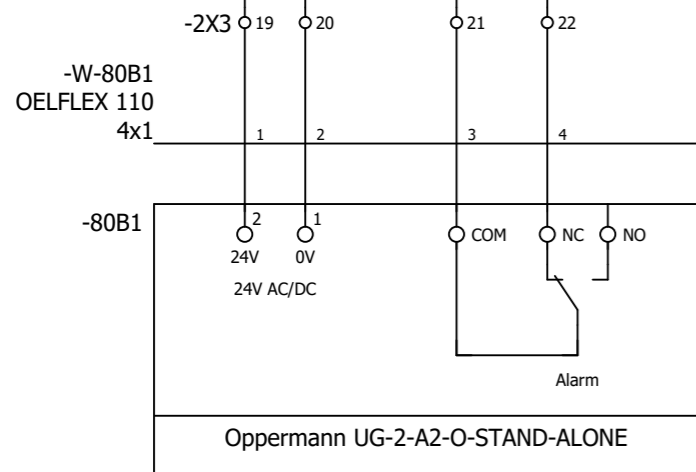 -2X3 19 20 21 22
-W-80B1
OELFLEX 110
4x1 1 2 3 4
-80B1 2 1
COM NC NO
24V 0V
24V AC/DC
Alarm
Oppermann UG-2-A2-O-STAND-ALONE